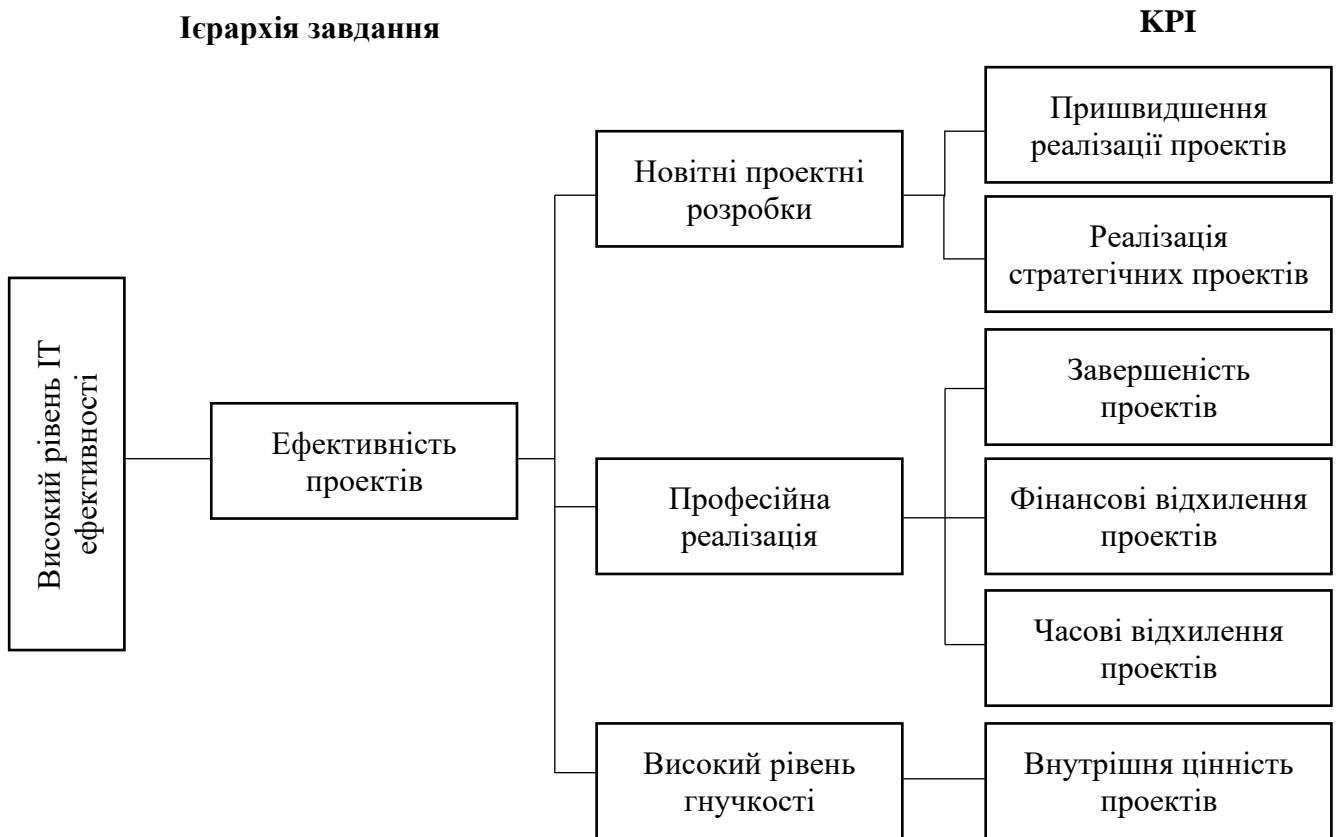 Ієрархія завдання
KPI
Високий рівень ІТ
ефективності
Ефективність
проектів
Новітні проектні
розробки
Професійна
реалізація
Високий рівень
гнучкості
Пришвидшення
реалізації проектів
Реалізація
стратегічних проектів
Завершеність
проектів
Фінансові відхилення
проектів
Часові відхилення
проектів
Внутрішня цінність
проектів